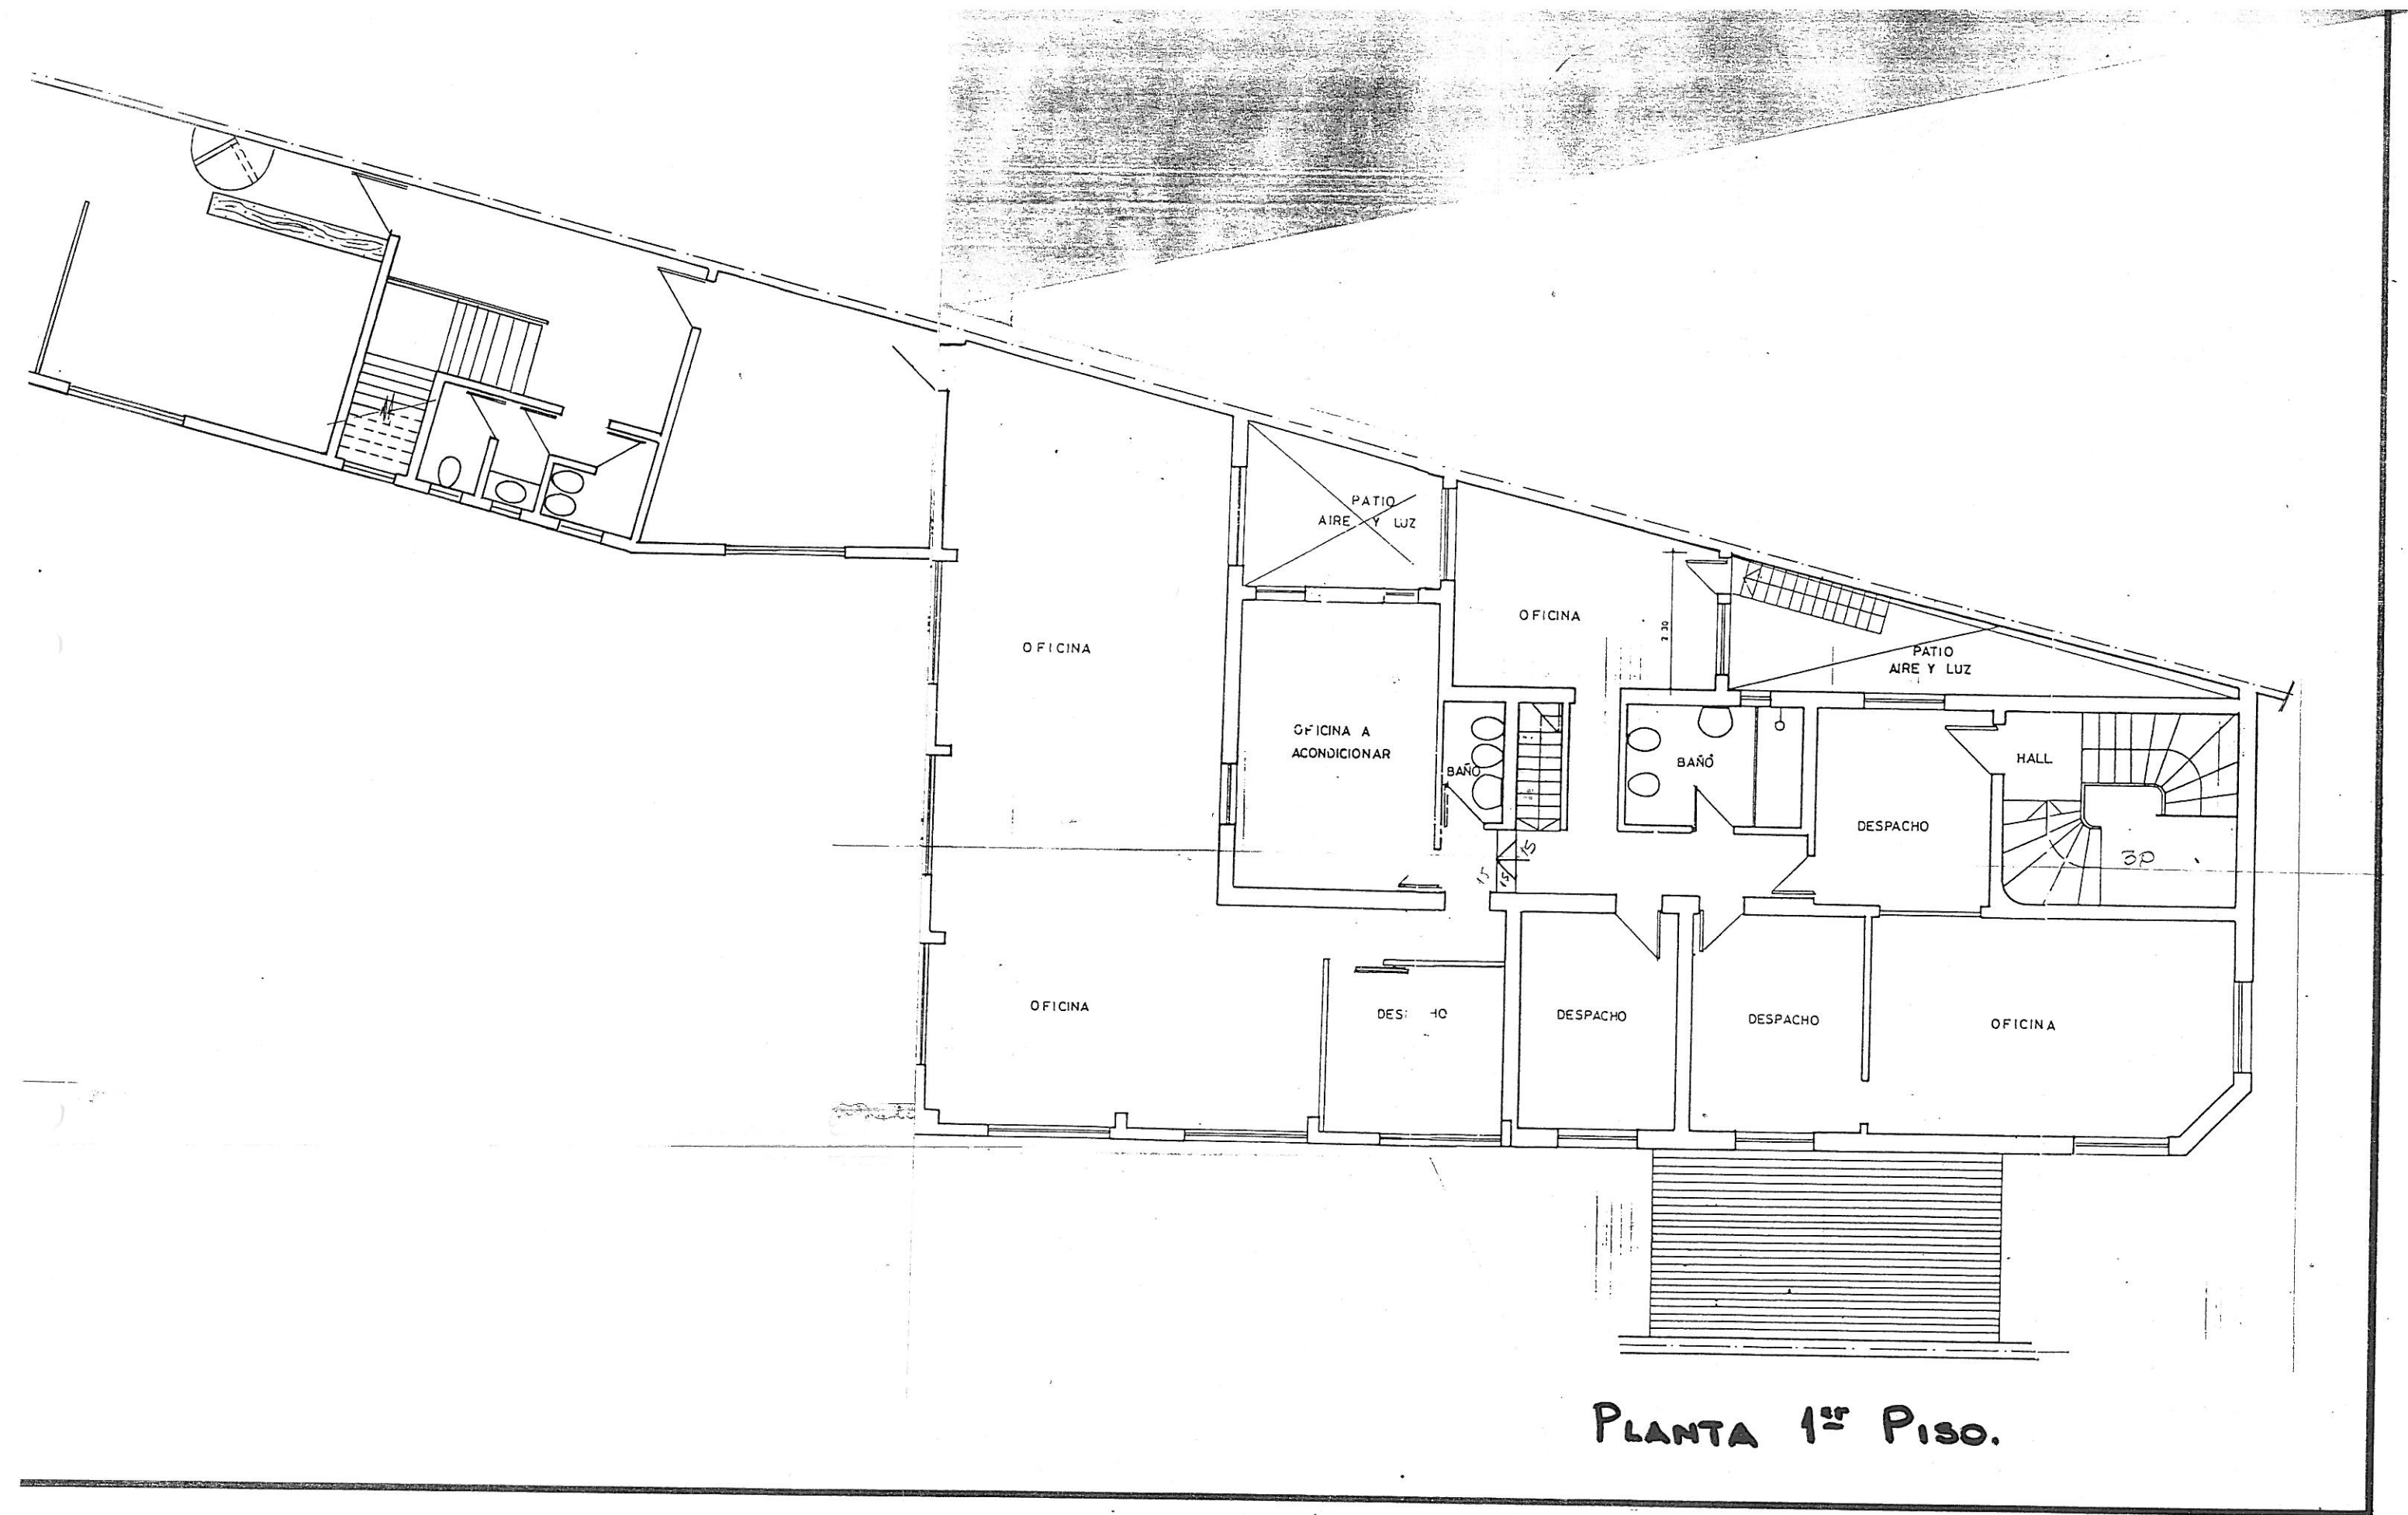 PATIO
AIRE Y LUZ
OFICINA
2.30
PATIO
AIRE Y LUZ
OFICINA
OFICINA A
ACONDICIONAR
BAÑO
BAÑO
HALL
DESPACHO
15
15
15
3P
OFICINA
DESPACHO
DESPACHO
OFICINA
PLANTA 1er PISO.